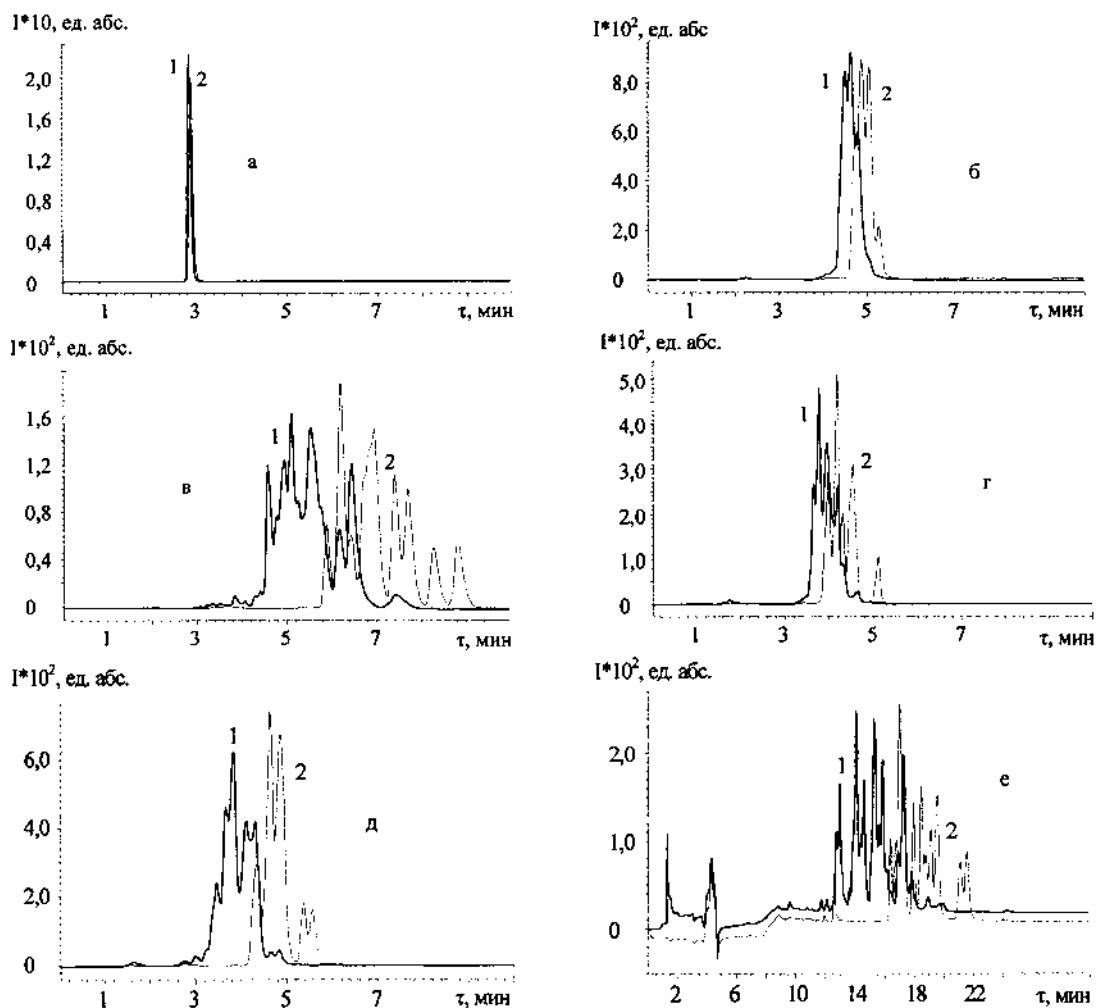 I*10, ед. абс.
2,0
1,6
1,2
0,8
0,4
0
1 2
а
1 3 5 7 τ, мин
I*10², ед. абс
8,0
6,0
4,0
2,0
0
1
2
б
1 3 5 7 τ, мин
I*10², ед. абс.
1,6
1,2
0,8
0,4
0
1
2
в
1 3 5 7 τ, мин
I*10², ед. абс.
5,0
4,0
3,0
2,0
1,0
0
1
2
г
1 3 5 7 τ, мин
I*10², ед. абс.
6,0
4,0
2,0
0
1
2
д
1 3 5 7 τ, мин
I*10², ед. абс.
2,0
1,0
0
1
2
е
2 6 10 14 18 22 τ, мин